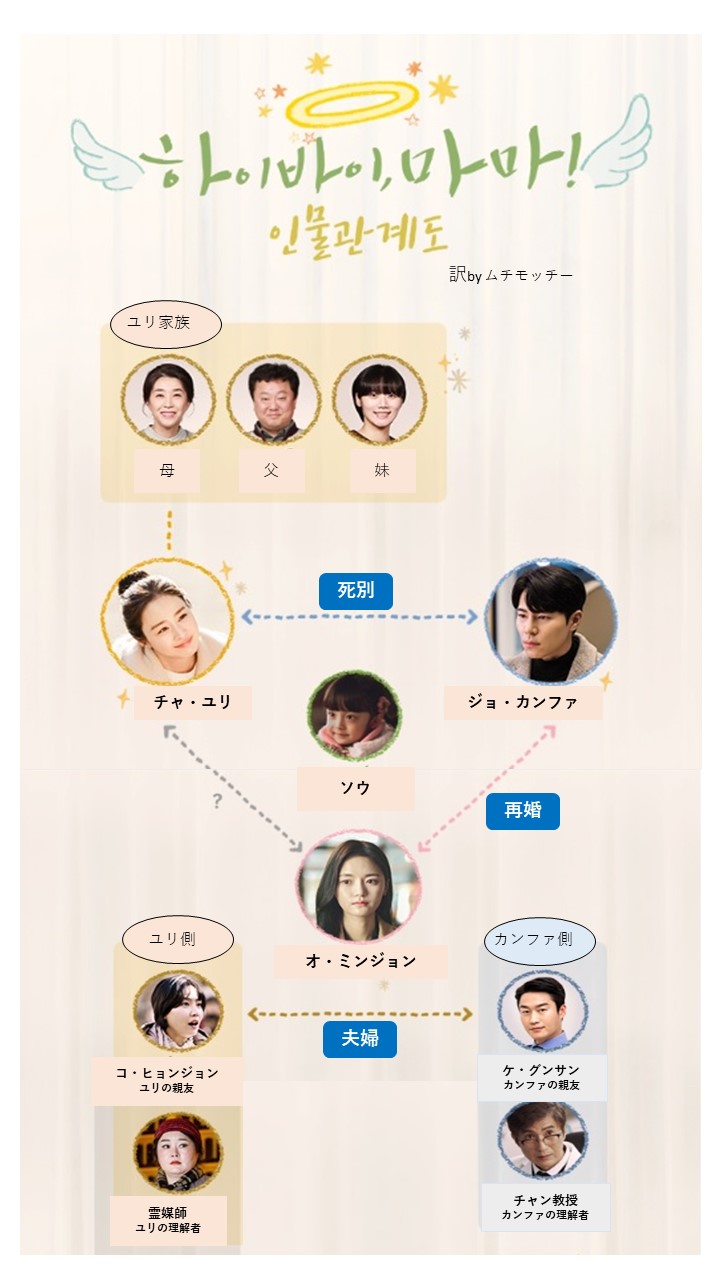 하이바이,마마!
인물관계도
訳byムチモッチー
ユリ家族
母
父
妹
死別
チャ・ユリ
ジョ・カンファ
ソウ
?
再婚
オ・ミンジョン
ユリ側
カンファ側
夫婦
コ・ヒョンジョン
ユリの親友
ケ・グンサン
カンファの親友
霊媒師
ユリの理解者
チャン教授
カンファの理解者